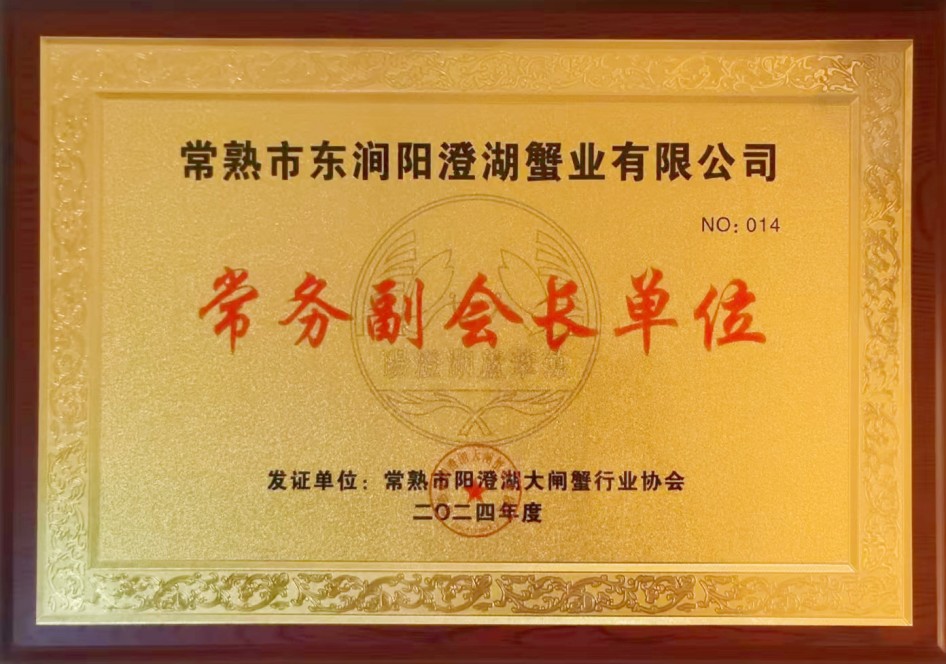 常熟市东涧阳澄湖蟹业有限公司
NO：014
常务副会长单位
发证单位：常熟市阳澄湖大闸蟹行业协会
二〇二四年度